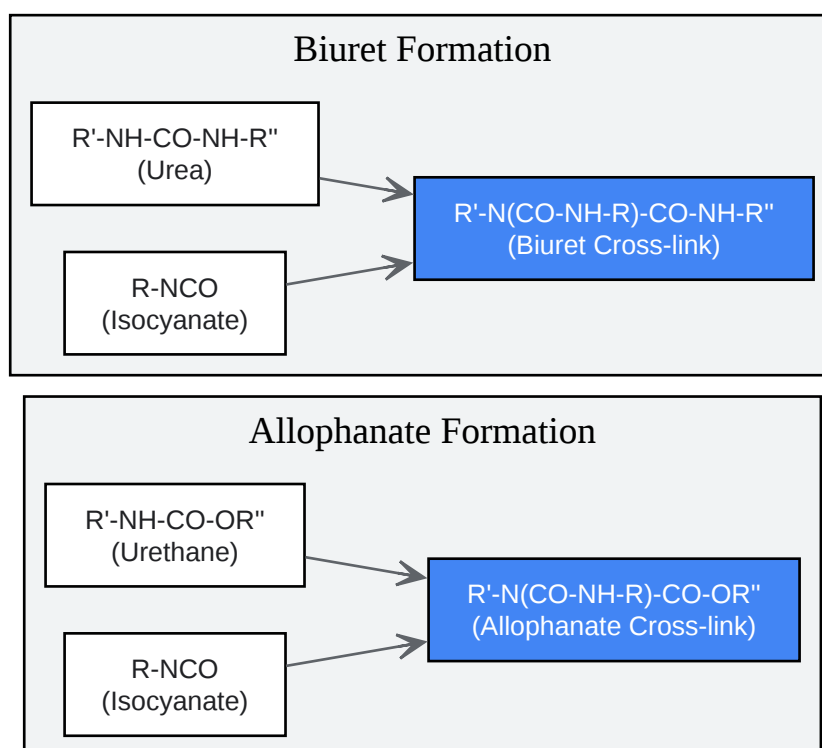 Biuret Formation
R'-NH-CO-NH-R"
(Urea)
R'-N(CO-NH-R)-CO-NH-R"
(Biuret Cross-link)
R-NCO
(Isocyanate)
Allophanate Formation
R'-NH-CO-OR"
(Urethane)
R'-N(CO-NH-R)-CO-OR"
(Allophanate Cross-link)
R-NCO
(Isocyanate)